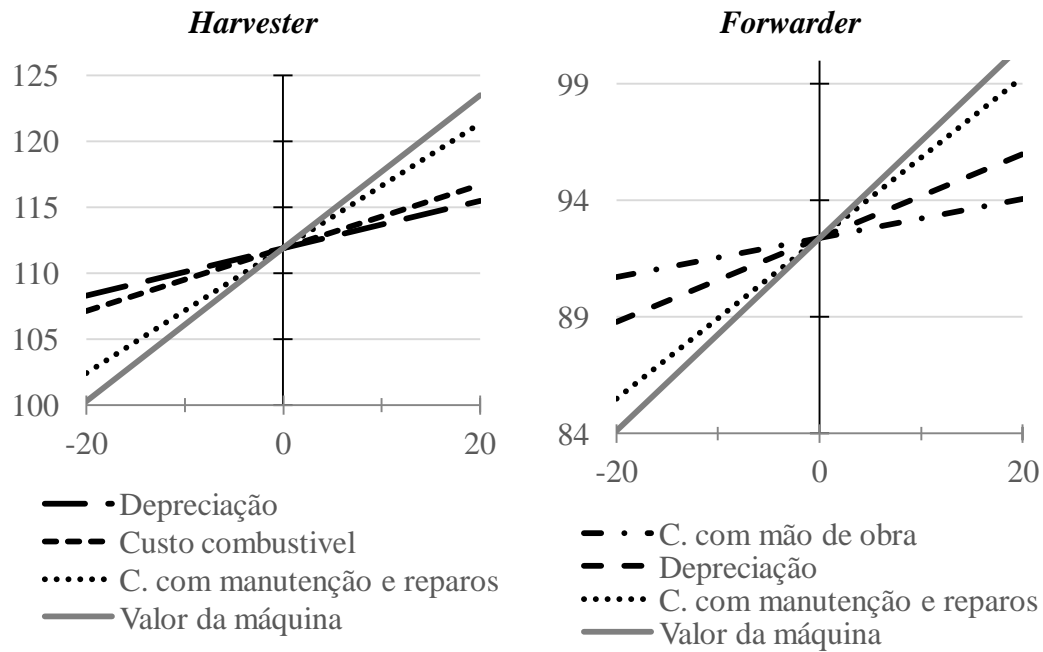 Harvester
125
120
115
110
105
100
-20 0 20
Depreciação
Custo combustivel
C. com manutenção e reparos
Valor da máquina
Forwarder
99
94
89
84
-20 0 20
C. com mão de obra
Depreciação
C. com manutenção e reparos
Valor da máquina